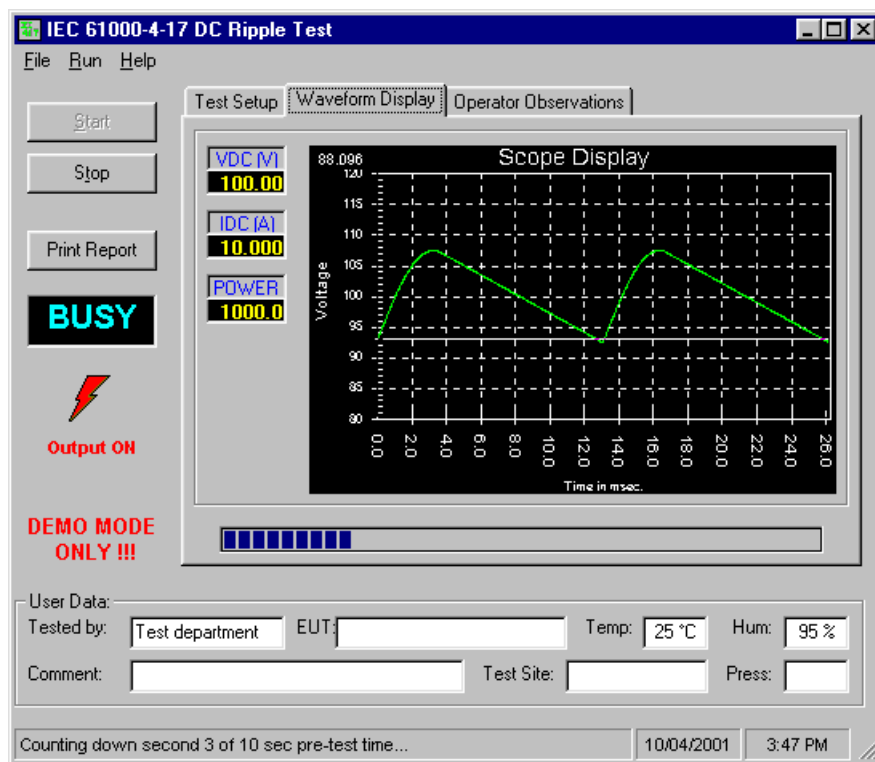 IEC 61000-4-17 DC Ripple Test
File Run Help
Start
Stop
Print Report
BUSY
Output ON
DEMO MODE
ONLY !!!
Test Setup Waveform Display Operator Observations
VDC (V)
100.00
IDC (A)
10.000
POWER
1000.0
88.096 Scope Display
Voltage
120
115
110
105
100
95
90
85
80
0.0 2.0 4.0 6.0 8.0 10.0 12.0 14.0 16.0 18.0 20.0 22.0 24.0 26.0
Time in msec.
User Data:
Tested by: Test department EUT: Temp: 25 °C Hum: 95 %
Comment: Test Site: Press:
Counting down second 3 of 10 sec pre-test time... 10/04/2001 3:47 PM